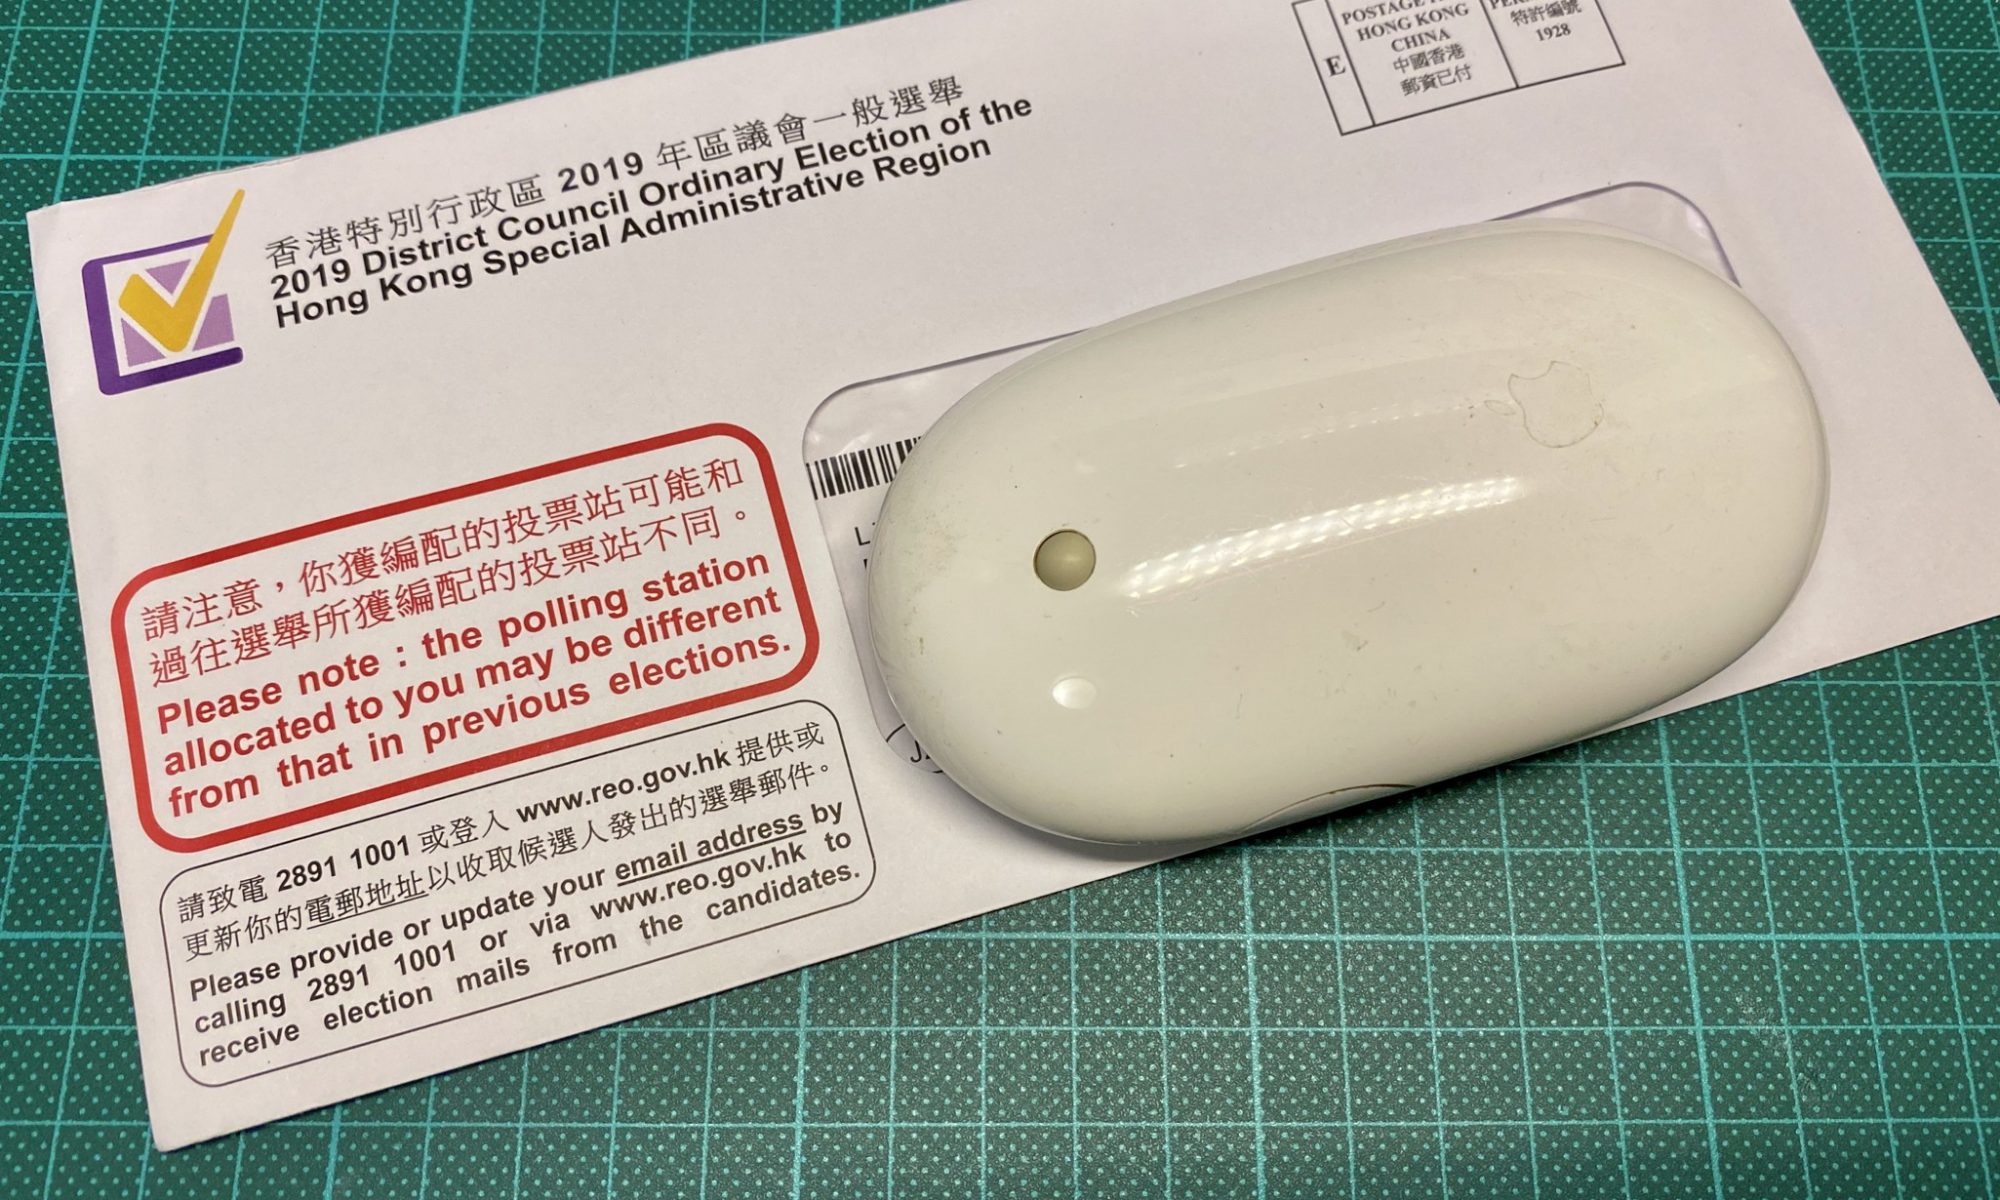 香港特別行政區 2019 年區議會一般選舉
2019 District Council Ordinary Election of the
Hong Kong Special Administrative Region
E
POSTAGE
HONG KONG
CHINA
中國香港
郵資已付
特許編號
1928
請注意，你獲編配的投票站可能和
過往選舉所獲編配的投票站不同。
Please note : the polling station
allocated to you may be different
from that in previous elections.
請致電 2891 1001 或登入 www.reo.gov.hk 提供或
更新你的電郵地址以收取候選人發出的選舉郵件。
Please provide or update your email address by
calling 2891 1001 or via www.reo.gov.hk to
receive election mails from the candidates.